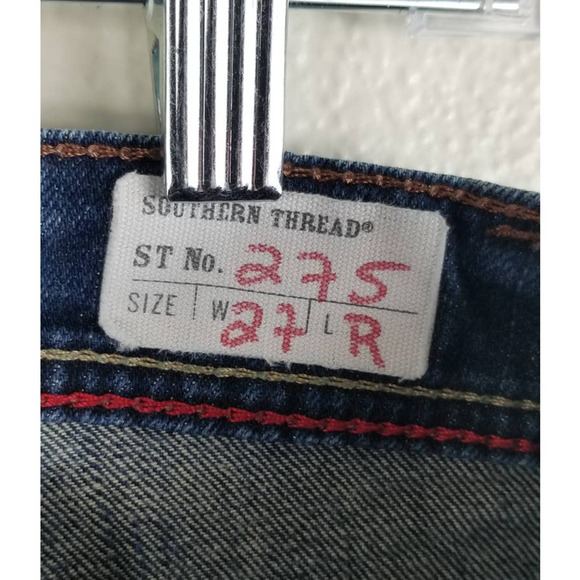 SOUTHERN THREAD®
ST No. 275
SIZE W 27 L R